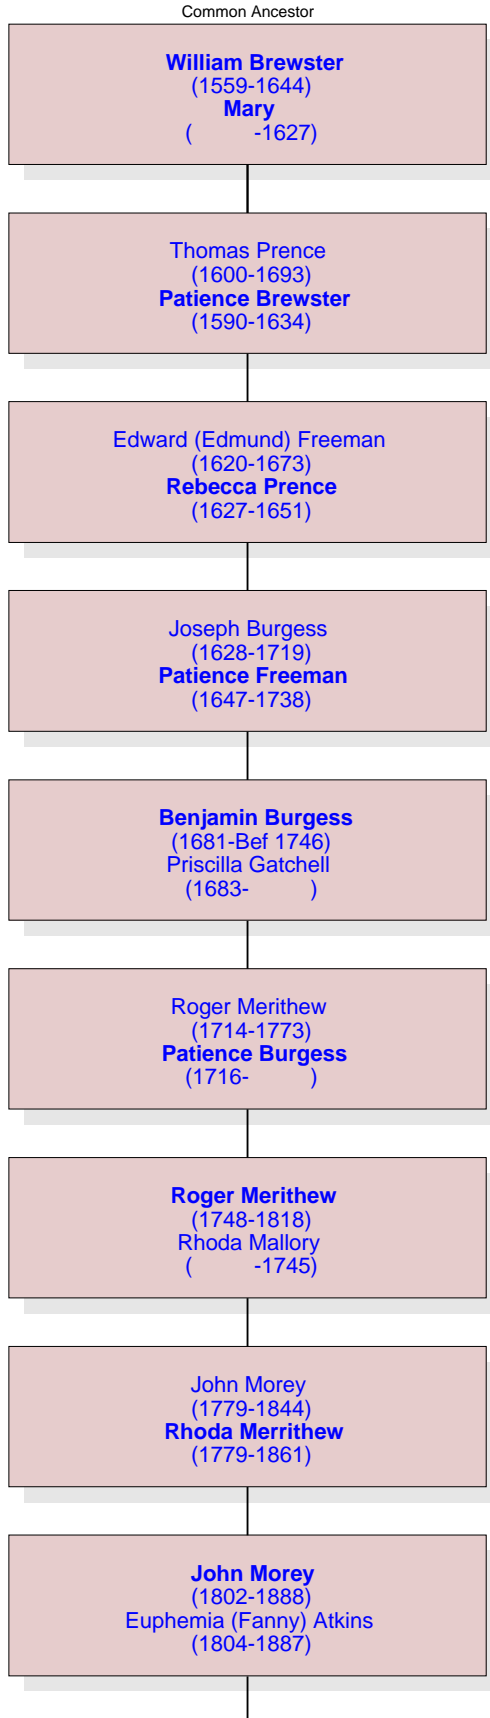 Common Ancestor
William Brewster
(1559-1644)
Mary
(          -1627)
Thomas Prence
(1600-1693)
Patience Brewster
(1590-1634)
Edward (Edmund) Freeman
(1620-1673)
Rebecca Prence
(1627-1651)
Joseph Burgess
(1628-1719)
Patience Freeman
(1647-1738)
Benjamin Burgess
(1681-Bef 1746)
Priscilla Gatchell
(1683-          )
Roger Merithew
(1714-1773)
Patience Burgess
(1716-          )
Roger Merithew
(1748-1818)
Rhoda Mallory
(          -1745)
John Morey
(1779-1844)
Rhoda Merrithew
(1779-1861)
John Morey
(1802-1888)
Euphemia (Fanny) Atkins
(1804-1887)